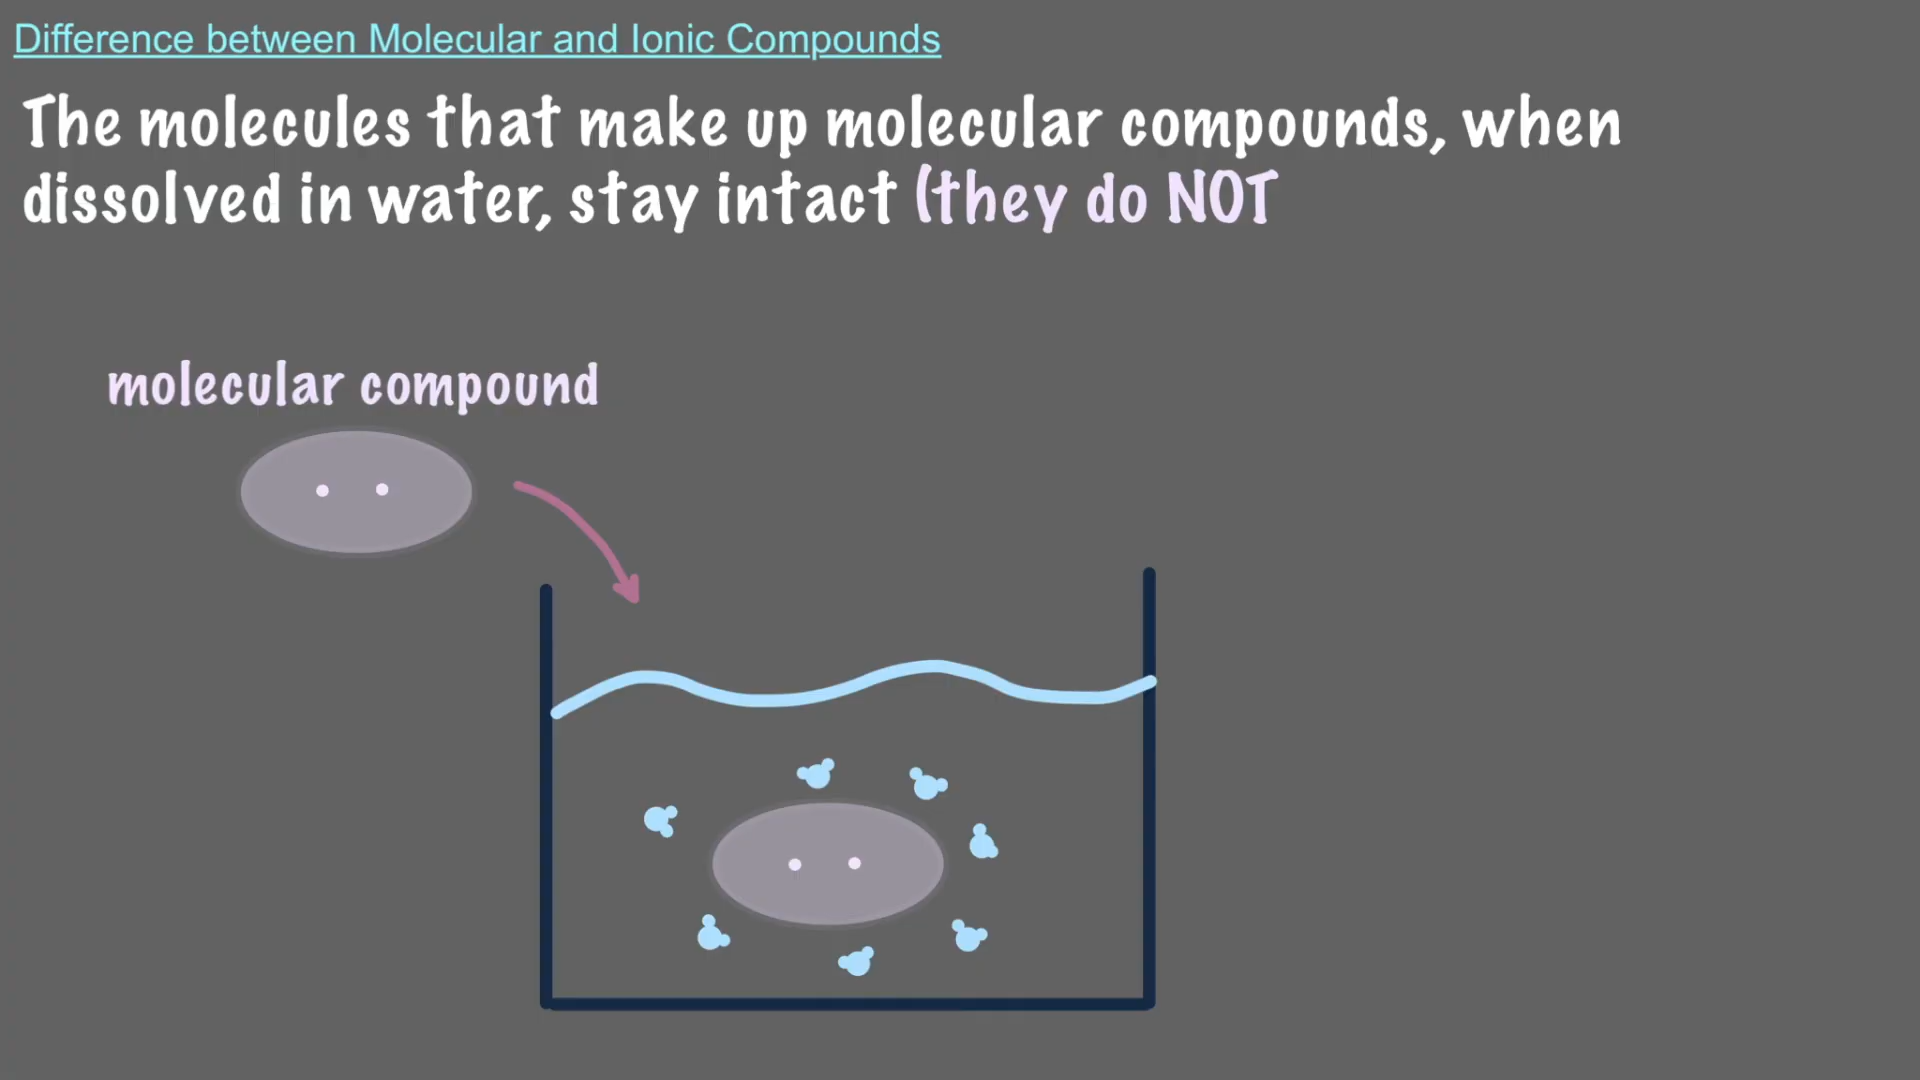 Difference between Molecular and Ionic Compounds
The molecules that make up molecular compounds, when
dissolved in water, stay intact (they do NOT
molecular compound